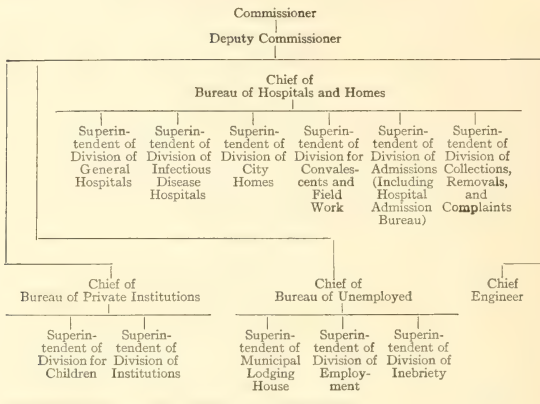 Commissioner
Deputy Commissioner
Chief of
Bureau of Hospitals and Homes
Superin-
tendent of
Division of
General
Hospitals
Superin-
tendent of
Division of
Infectious
Disease
Hospitals
Superin-
tendent of
Division of
City
Homes
Superin-
tendent of
Division for
Convales-
cents and
Field
Work
Superin-
tendent of
Division of
Admissions
(Including
Hospital
Admission
Bureau)
Superin-
tendent of
Division of
Collections,
Removals,
and
Complaints
Chief of
Bureau of Private Institutions
Superin-
tendent of
Division for
Children
Superin-
tendent of
Division of
Institutions
Chief of
Bureau of Unemployed
Superin-
tendent of
Municipal
Lodging
House
Superin-
tendent of
Division of
Employ-
ment
Superin-
tendent of
Division of
Inebriety
Chief
Engineer